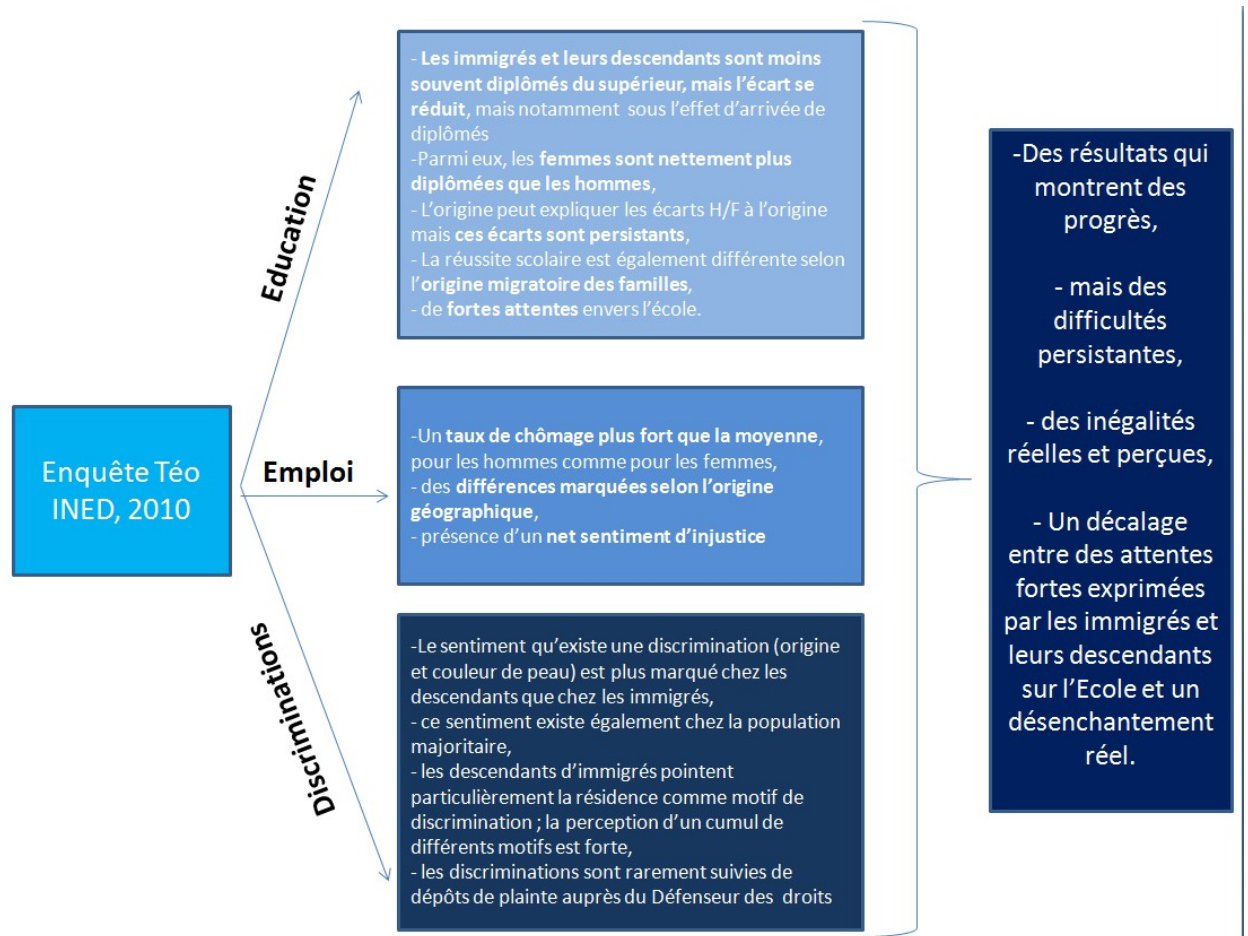 Enquête Téo
INED, 2010
Education
- Les immigrés et leurs descendants sont moins
souvent diplômés du supérieur, mais l'écart se
réduit, mais notamment sous l'effet d'arrivée de
diplômés
-Parmi eux, les femmes sont nettement plus
diplômées que les hommes,
- L'origine peut expliquer les écarts H/F à l'origine
mais ces écarts sont persistants,
- La réussite scolaire est également différente selon
l'origine migratoire des familles,
- de fortes attentes envers l'école.
Emploi
-Un taux de chômage plus fort que la moyenne,
pour les hommes comme pour les femmes,
- des différences marquées selon l'origine
géographique,
- présence d'un net sentiment d'injustice
Discriminations
-Le sentiment qu'existe une discrimination (origine
et couleur de peau) est plus marqué chez les
descendants que chez les immigrés,
- ce sentiment existe également chez la population
majoritaire,
- les descendants d'immigrés pointent
particulièrement la résidence comme motif de
discrimination ; la perception d'un cumul de
différents motifs est forte,
- les discriminations sont rarement suivies de
dépôts de plainte auprès du Défenseur des droits
-Des résultats qui
montrent des
progrès,
- mais des
difficultés
persistantes,
- des inégalités
réelles et perçues,
- Un décalage
entre des attentes
fortes exprimées
par les immigrés et
leurs descendants
sur l'Ecole et un
désenchantement
réel.